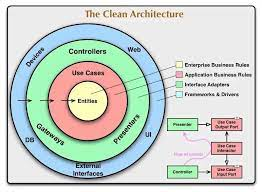 The Clean Architecture
Devices
Web
Controllers
Use Cases
Entities
Gateways
Presenters
DB
UI
External
Interfaces
Enterprise Business Rules
Application Business Rules
Interface Adapters
Frameworks & Drivers
Presenter
Use Case
Output Port
Use Case
Interactor
Controller
Use Case
Input Port